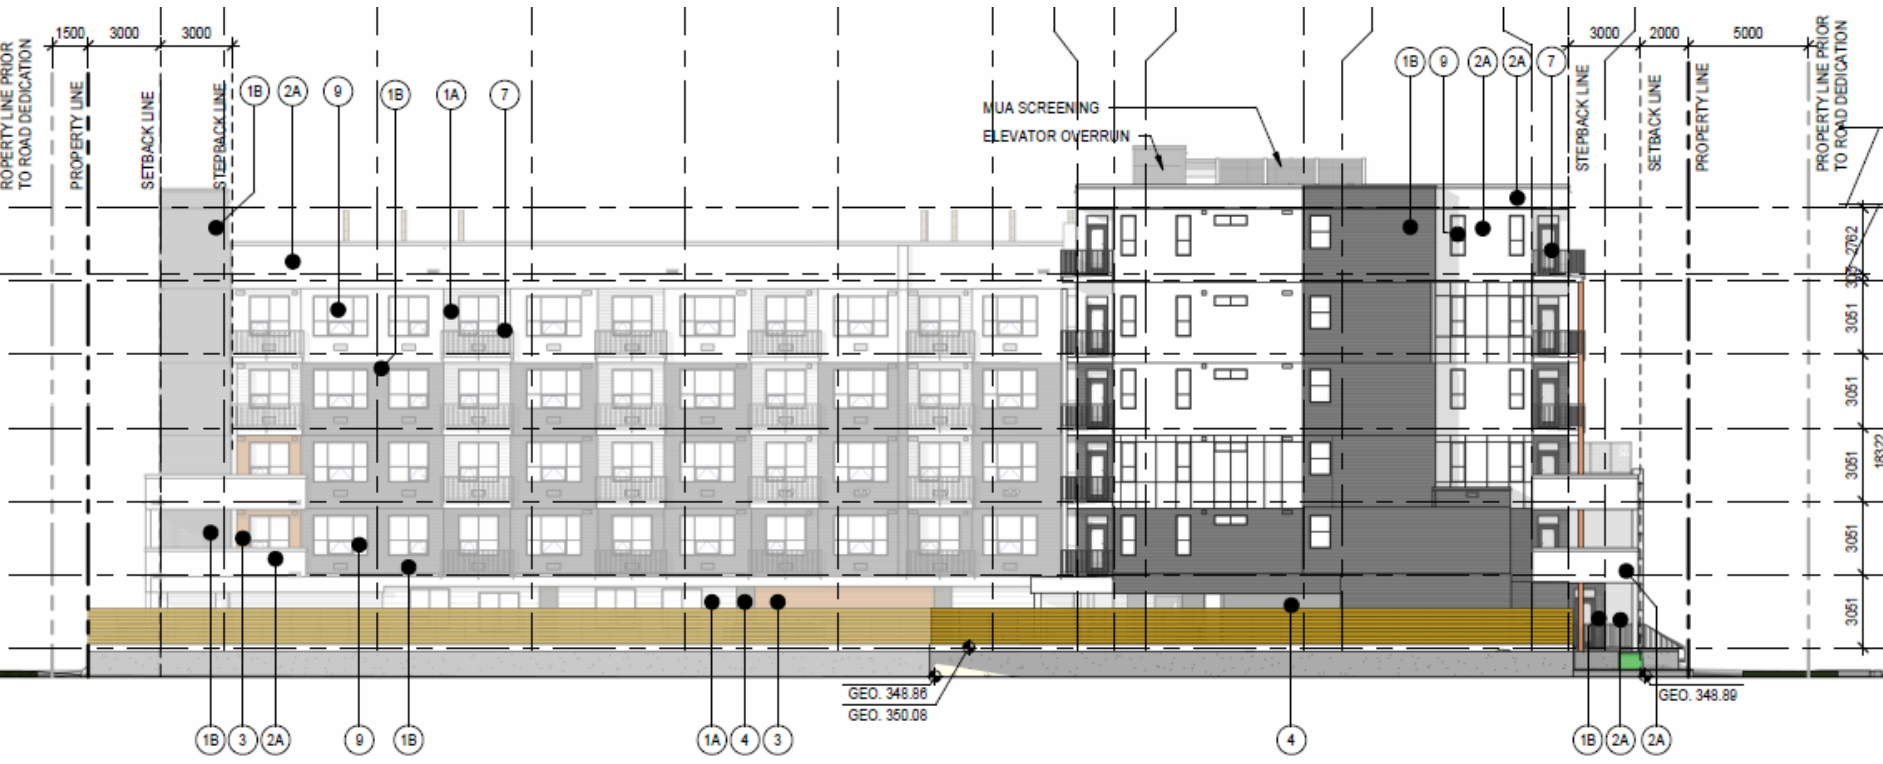 1500
3000
3000
3000
2000
5000
ROPERTY LINE PRIOR
TO ROAD DEDICATION
PROPERTY LINE
SETBACK LINE
STEPBACK LINE
1B
2A
9
1B
1A
7
MUA SCREENING
ELEVATOR OVERRUN
1B
9
2A
2A
7
STEPBACK LINE
SETBACK LINE
PROPERTY LINE
PROPERTY LINE PRIOR
TO ROAD DEDICATION
2762
3051
3051
3051
3051
3051
18322
GEO. 348.86
GEO. 350.08
GEO. 348.89
1B
3
2A
9
1B
1A
4
3
4
1B
2A
2A